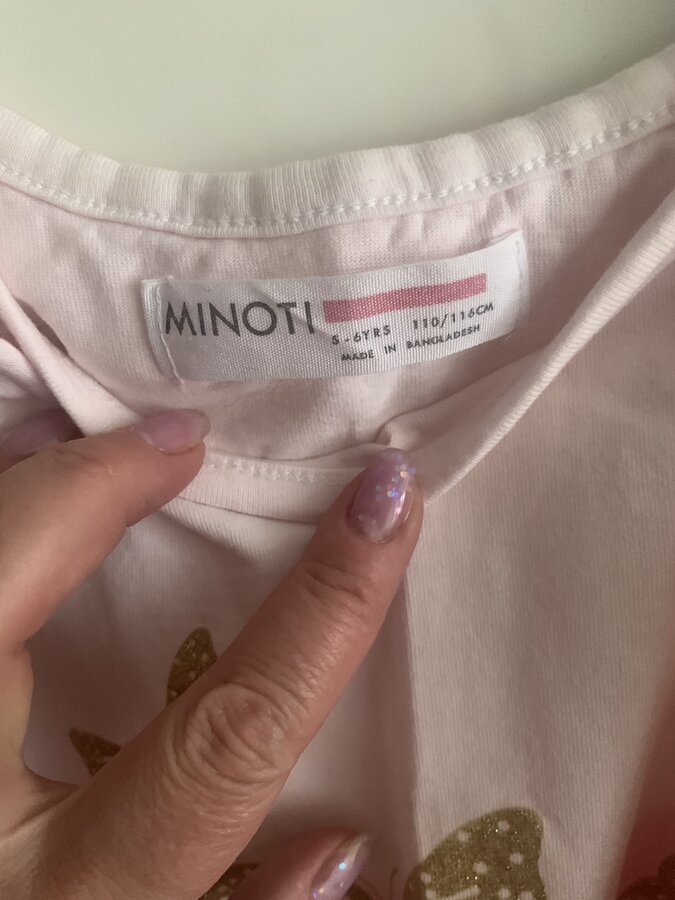 MINOTI
5-6YRS 110/116CM
MADE IN BANGLADESH